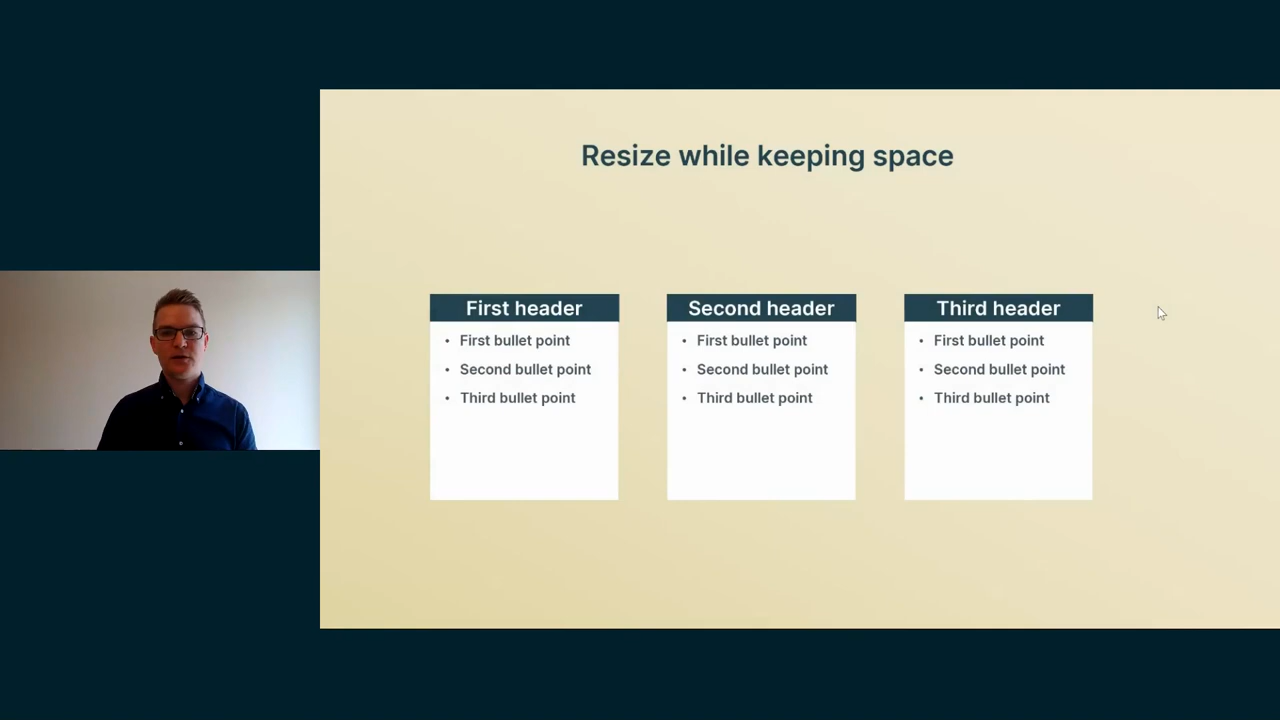 Resize while keeping space
First header
• First bullet point
• Second bullet point
• Third bullet point
Second header
• First bullet point
• Second bullet point
• Third bullet point
Third header
• First bullet point
• Second bullet point
• Third bullet point